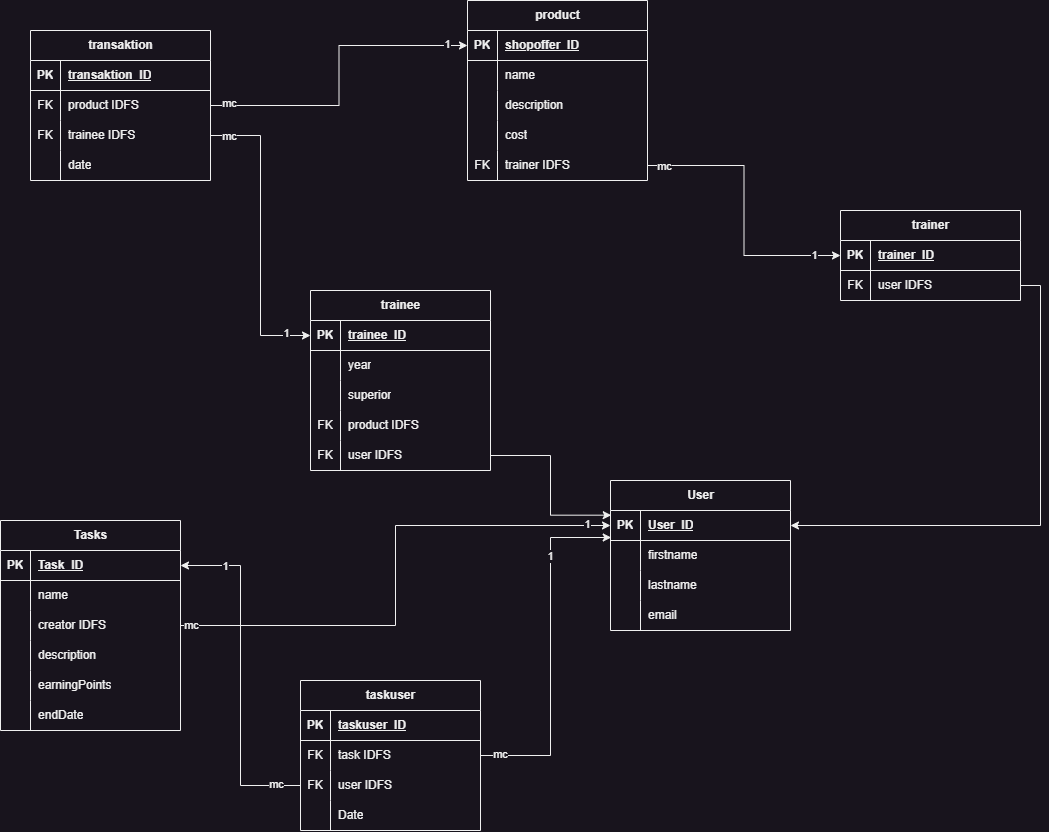 product
PK shopoffer_ID
name
description
cost
FK trainer IDFS
transaktion
PK transaktion_ID
FK product IDFS
FK trainee IDFS
date
mc
1
mc
mc
1
trainer
PK trainer_ID
FK user IDFS
trainee
PK trainee_ID
year
superior
FK product IDFS
FK user IDFS
1
User
PK User_ID
firstname
lastname
email
1
1
Tasks
PK Task_ID
name
creator IDFS
description
earningPoints
endDate
1
mc
taskuser
PK taskuser_ID
FK task IDFS
FK user IDFS
Date
mc
mc